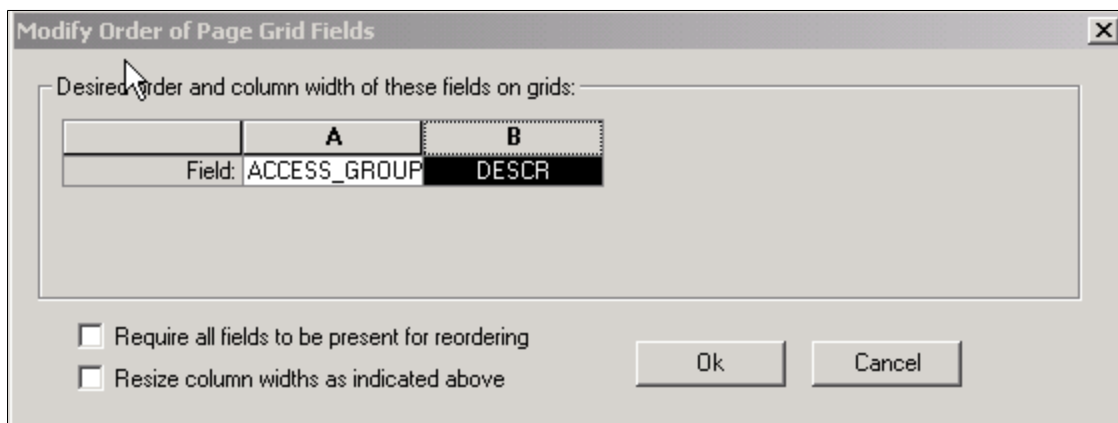 Modify Order of Page Grid Fields
Desired order and column width of these fields on grids:
A B
Field: ACCESS_GROUP DESCR
Require all fields to be present for reordering
Resize column widths as indicated above
Ok Cancel